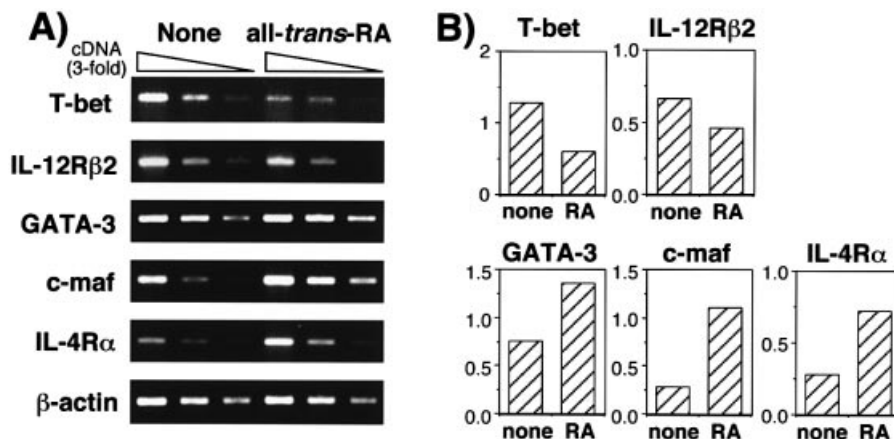 A)
None all-trans-RA
cDNA
(3-fold)
T-bet
IL-12Rβ2
GATA-3
c-maf
IL-4Rα
β-actin
B)
T-bet
2
1
0
none RA
IL-12Rβ2
1.0
0.5
0.0
none RA
GATA-3
1.5
1.0
0.5
0.0
none RA
c-maf
1.5
1.0
0.5
0.0
none RA
IL-4Rα
1.0
0.5
0.0
none RA